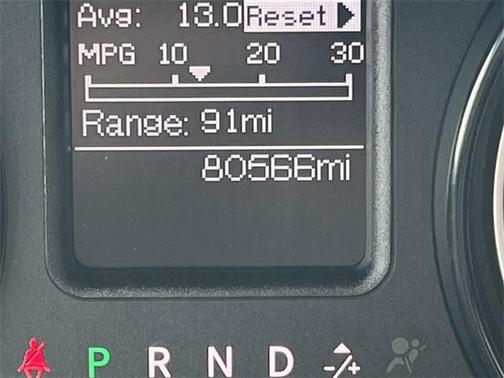 Avg: 13.0 Reset
MPG 10 20 30
Range: 91mi
80566mi
P R N D -/+